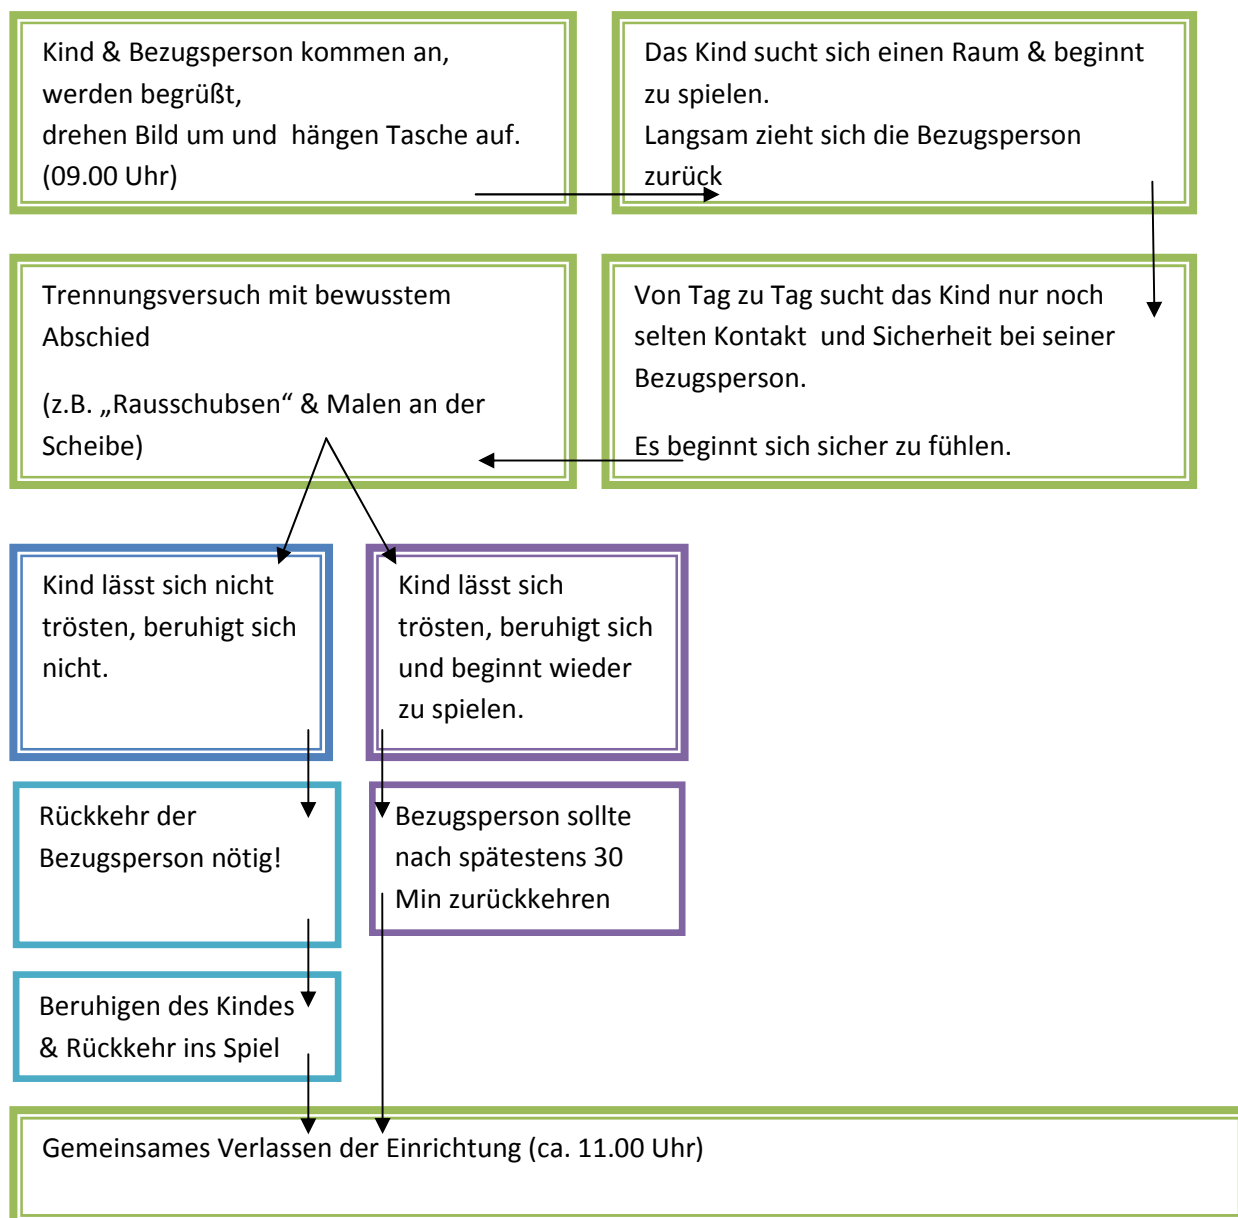 Kind & Bezugsperson kommen an,
werden begrüßt,
drehen Bild um und  hängen Tasche auf.
(09.00 Uhr)
Das Kind sucht sich einen Raum & beginnt
zu spielen.
Langsam zieht sich die Bezugsperson
zurück
Von Tag zu Tag sucht das Kind nur noch
selten Kontakt  und Sicherheit bei seiner
Bezugsperson.
Es beginnt sich sicher zu fühlen.
Trennungsversuch mit bewusstem
Abschied
(z.B. „Rausschubsen“ & Malen an der
Scheibe)
Kind lässt sich nicht
trösten, beruhigt sich
nicht.
Kind lässt sich
trösten, beruhigt sich
und beginnt wieder
zu spielen.
Rückkehr der
Bezugsperson nötig!
Bezugsperson sollte
nach spätestens 30
Min zurückkehren
Beruhigen des Kindes
& Rückkehr ins Spiel
Gemeinsames Verlassen der Einrichtung (ca. 11.00 Uhr)